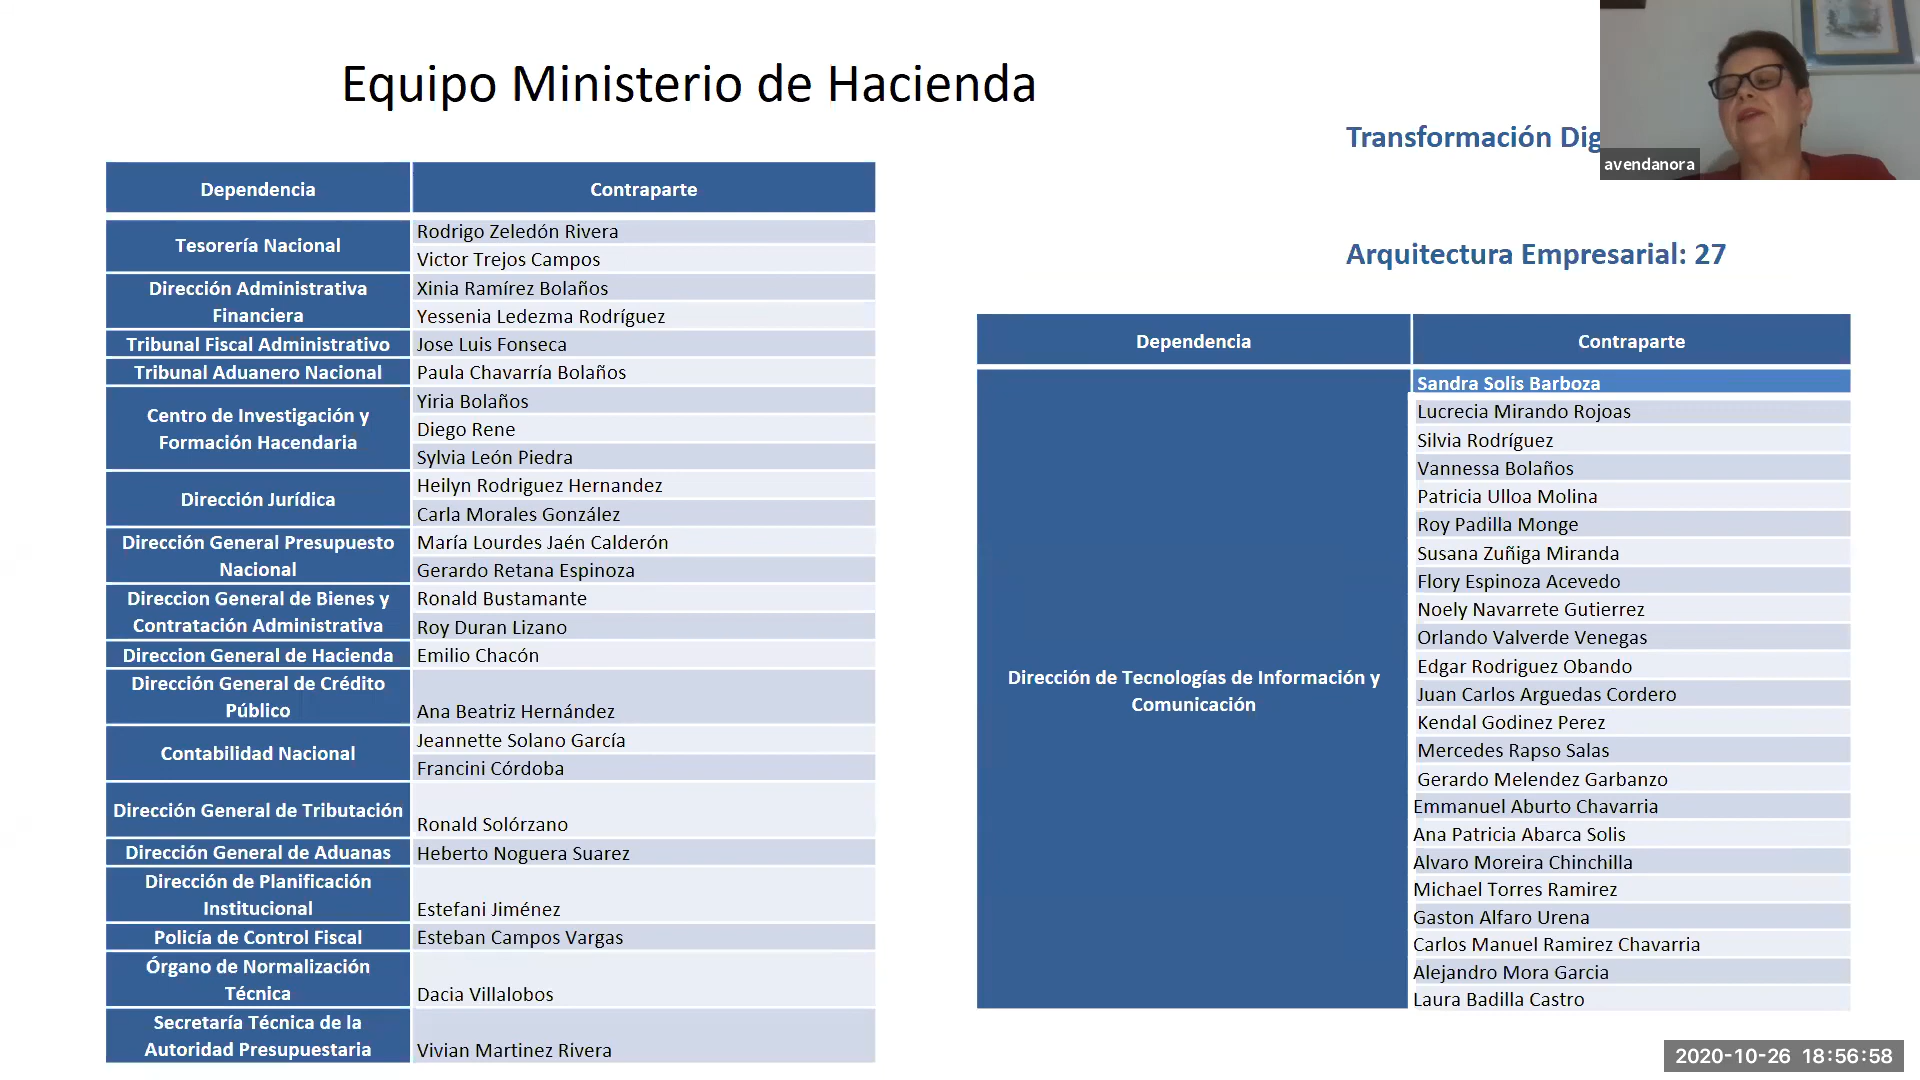 Equipo Ministerio de Hacienda
Transformación
avendanora
Arquitectura Empresarial: 27
Dependencia Contraparte
Tesorería Nacional
Rodrigo Zeledón Rivera
Victor Trejos Campos
Dirección Administrativa
Financiera
Xinia Ramírez Bolaños
Yessenia Ledezma Rodríguez
Tribunal Fiscal Administrativo Jose Luis Fonseca
Tribunal Aduanero Nacional Paula Chavarría Bolaños
Centro de Investigación y
Formación Hacendaria
Yiria Bolaños
Diego Rene
Sylvia León Piedra
Dirección Jurídica
Heilyn Rodriguez Hernandez
Carla Morales González
Dirección General Presupuesto
Nacional
María Lourdes Jaén Calderón
Gerardo Retana Espinoza
Direccion General de Bienes y
Contratación Administrativa
Ronald Bustamante
Roy Duran Lizano
Direccion General de Hacienda Emilio Chacón
Dirección General de Crédito
Público
Ana Beatriz Hernández
Contabilidad Nacional
Jeannette Solano García
Francini Córdoba
Dirección General de Tributación
Ronald Solórzano
Dirección General de Aduanas Heberto Noguera Suarez
Dirección de Planificación
Institucional
Estefani Jiménez
Policía de Control Fiscal Esteban Campos Vargas
Órgano de Normalización
Técnica
Dacia Villalobos
Secretaría Técnica de la
Autoridad Presupuestaria
Vivian Martinez Rivera
Dependencia Contraparte
Dirección de Tecnologías de Información y
Comunicación
Sandra Solis Barboza
Lucrecia Mirando Rojoas
Silvia Rodríguez
Vannessa Bolaños
Patricia Ulloa Molina
Roy Padilla Monge
Susana Zuñiga Miranda
Flory Espinoza Acevedo
Noely Navarrete Gutierrez
Orlando Valverde Venegas
Edgar Rodriguez Obando
Juan Carlos Arguedas Cordero
Kendal Godinez Perez
Mercedes Rapso Salas
Gerardo Melendez Garbanzo
Emmanuel Aburto Chavarria
Ana Patricia Abarca Solis
Alvaro Moreira Chinchilla
Michael Torres Ramirez
Gaston Alfaro Urena
Carlos Manuel Ramirez Chavarria
Alejandro Mora Garcia
Laura Badilla Castro
2020-10-26 18:56:58